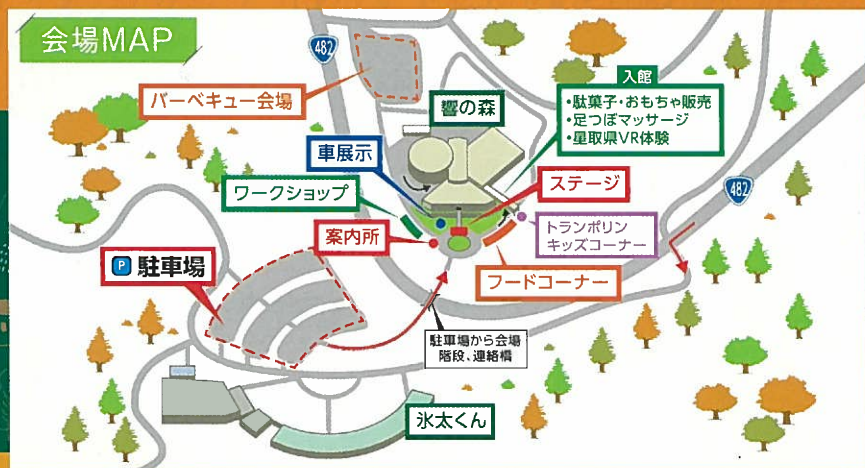 会場MAP
482
バーベキュー会場
響の森
入館
・駄菓子・おもちゃ販売
・足つぼマッサージ
・星取県VR体験
車展示
ワークショップ
ステージ
482
案内所
トランポリン
キッズコーナー
P 駐車場
フードコーナー
駐車場から会場
階段、連絡橋
氷太くん